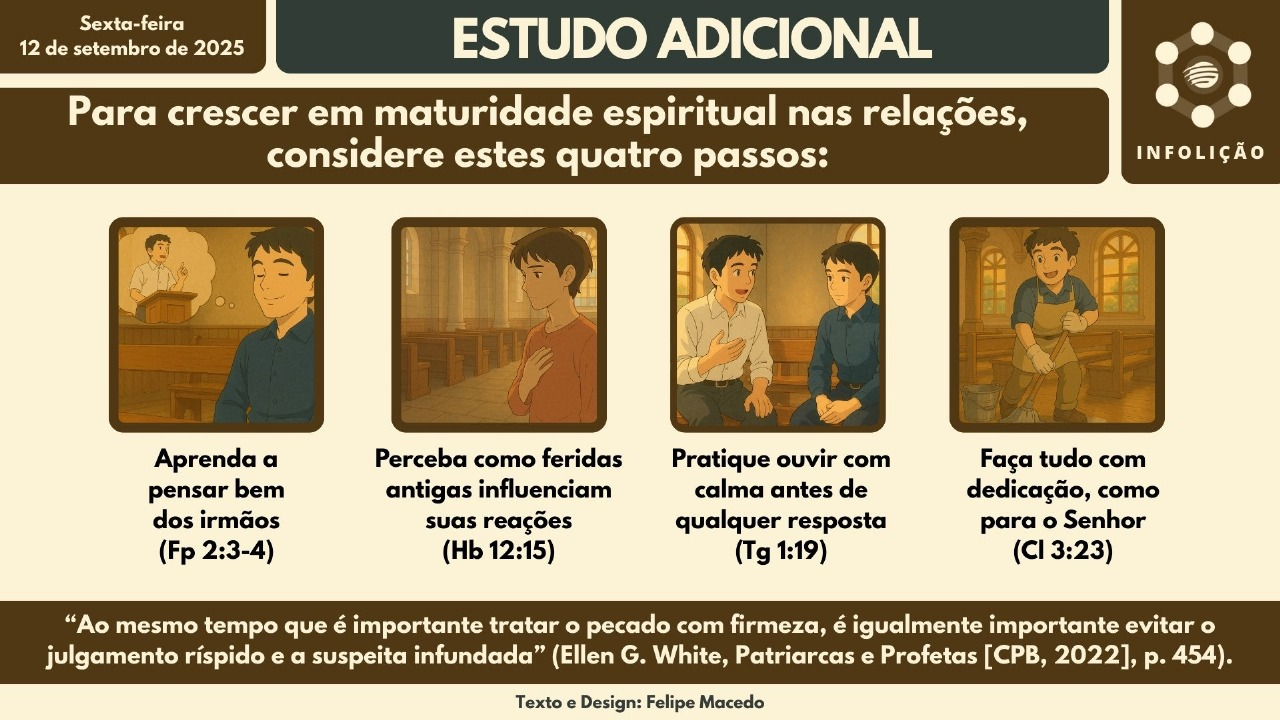 Sexta-feira
12 de setembro de 2025
ESTUDO ADICIONAL
INFOLIÇÃO
Para crescer em maturidade espiritual nas relações,
considere estes quatro passos:
Aprenda a
pensar bem
dos irmãos
(Fp 2:3-4)
Perceba como feridas
antigas influenciam
suas reações
(Hb 12:15)
Pratique ouvir com
calma antes de
qualquer resposta
(Tg 1:19)
Faça tudo com
dedicação, como
para o Senhor
(Cl 3:23)
“Ao mesmo tempo que é importante tratar o pecado com firmeza, é igualmente importante evitar o
julgamento ríspido e a suspeita infundada” (Ellen G. White, Patriarcas e Profetas [CPB, 2022], p. 454).
Texto e Design: Felipe Macedo